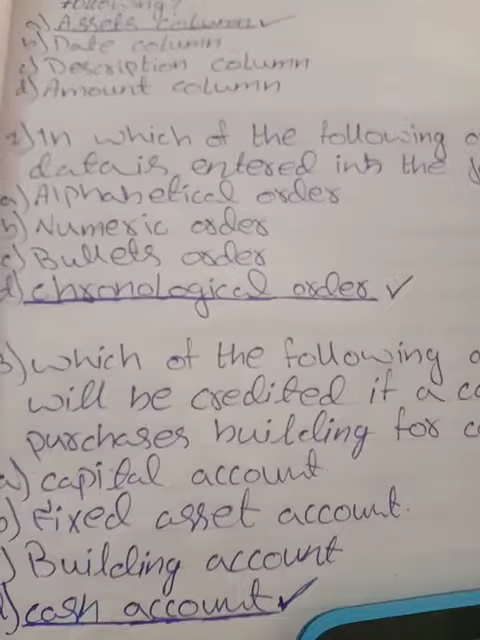 following?
a) Assets column ✓
b) Date column
c) Description column
d) Amount column
2) In which of the following
data is entered into the
a) Alphabetical order
b) Numeric order
c) Bullets order
d) chronological order ✓
3) which of the following
will be credited if a
purchases building for
a) capital account
b) Fixed asset account.
c) Building account
d) cash account ✓